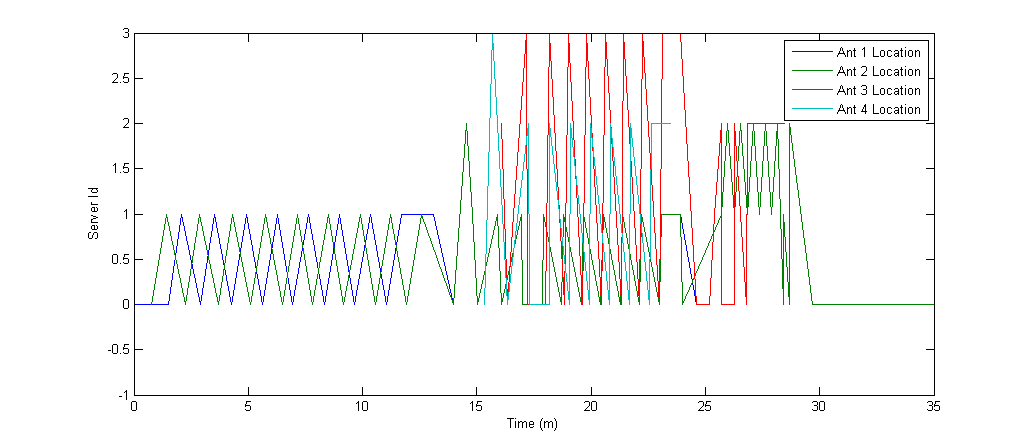 3
2.5
2
1.5
1
0.5
0
-0.5
-1
Server Id
0 5 10 15 20 25 30 35
Time (m)
Ant 1 Location
Ant 2 Location
Ant 3 Location
Ant 4 Location